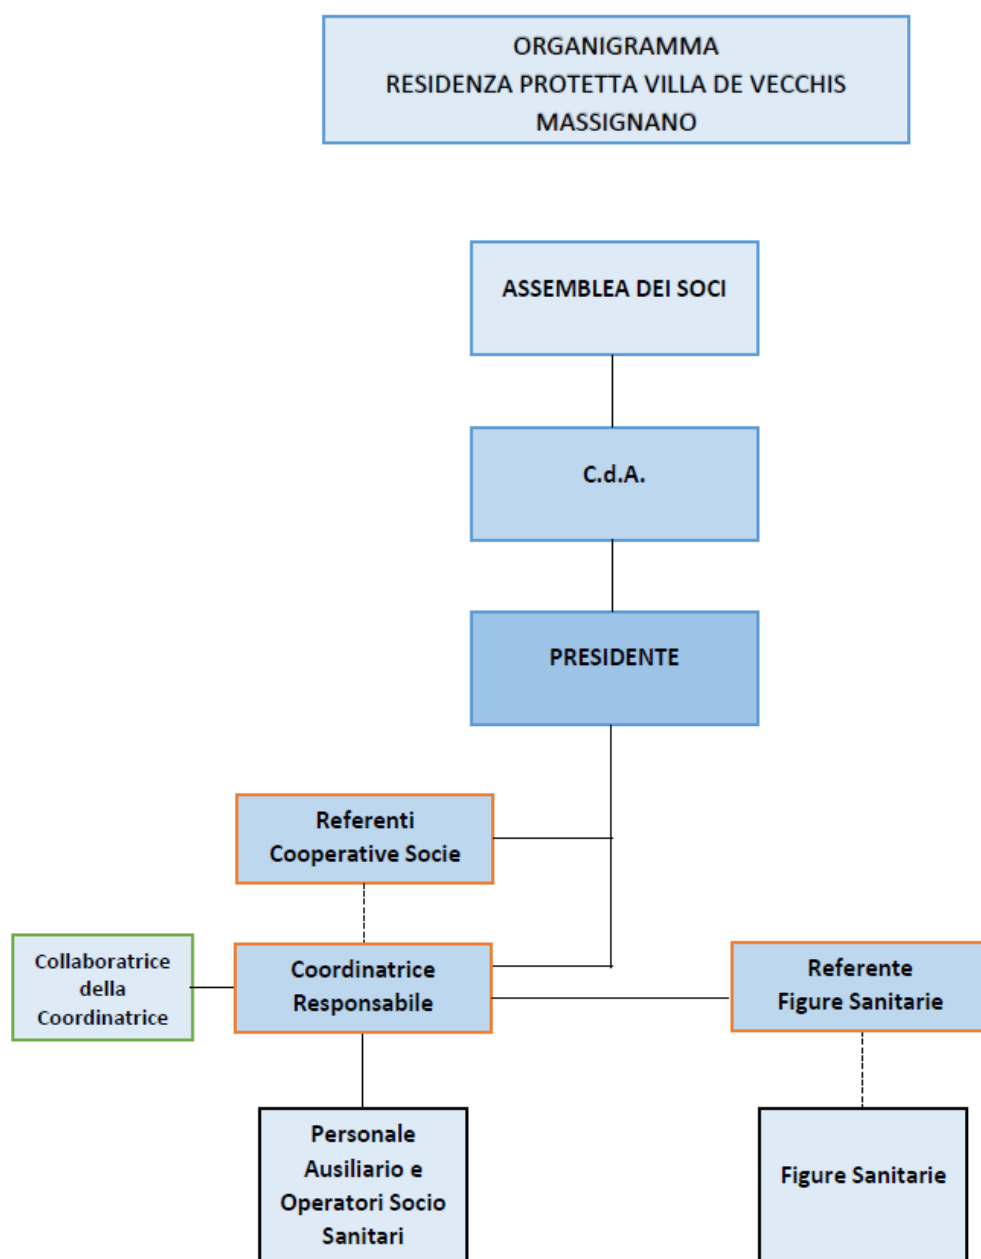 ORGANIGRAMMA
RESIDENZA PROTETTA VILLA DE VECCHIS
MASSIGNANO
ASSEMBLEA DEI SOCI
C.d.A.
PRESIDENTE
Referenti
Cooperative Socie
Collaboratrice
della
Coordinatrice
Coordinatrice
Responsabile
Referente
Figure Sanitarie
Personale
Ausiliario e
Operatori Socio
Sanitari
Figure Sanitarie